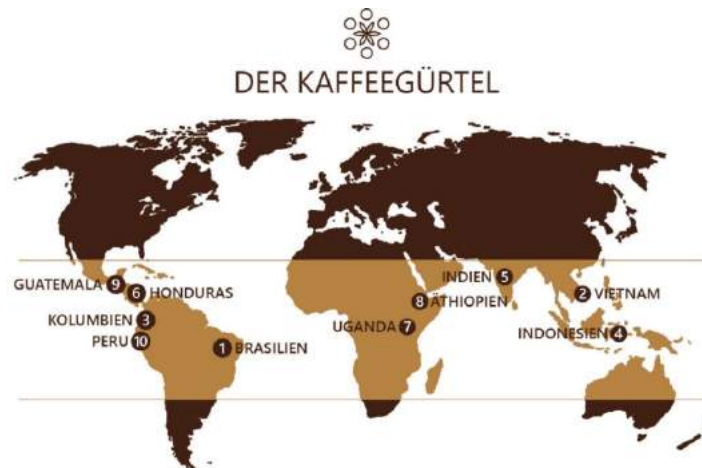 DER KAFFEEGÜRTEL
GUATEMALA 9
6 HONDURAS
KOLUMBIEN 3
PERU 10
1 BRASILIEN
INDIEN 5
8 ÄTHIOPIEN
UGANDA 7
2 VIETNAM
INDONESIEN 4